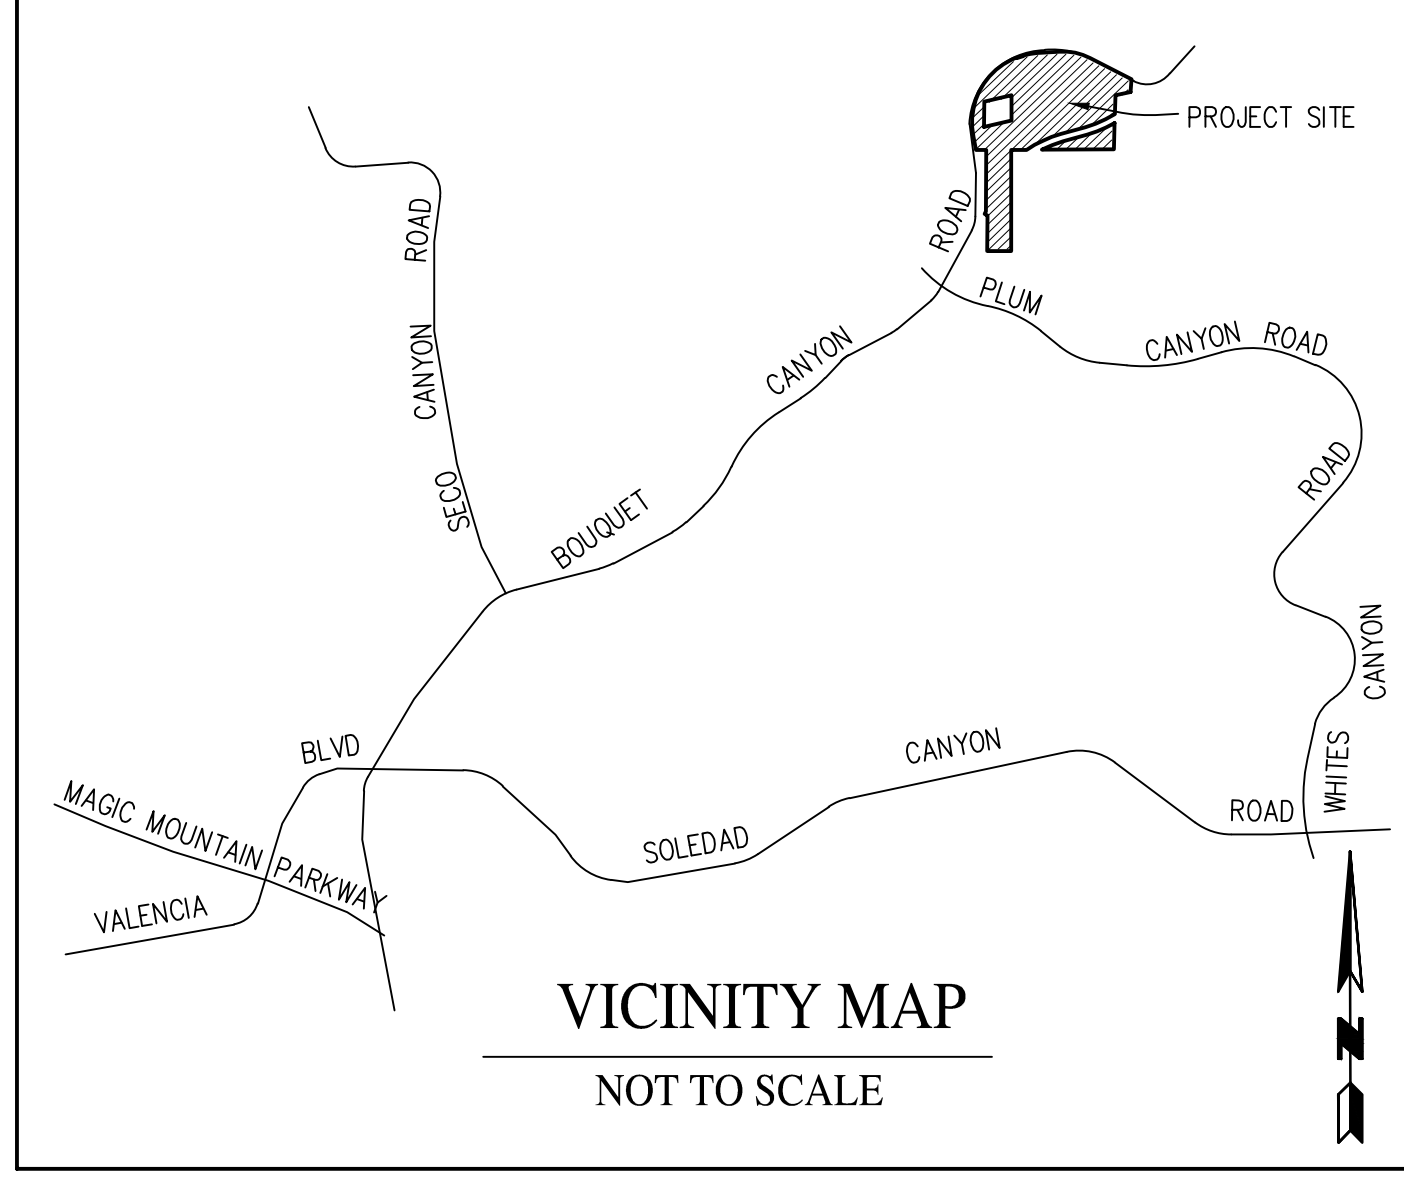 PROJECT SITE
SECO CANYON ROAD
BOUQUET CANYON ROAD
PLUM CANYON ROAD
WHITES CANYON ROAD
SOLEDAD CANYON ROAD
MAGIC MOUNTAIN PARKWAY
VALENCIA BLVD
VICINITY MAP
NOT TO SCALE
N